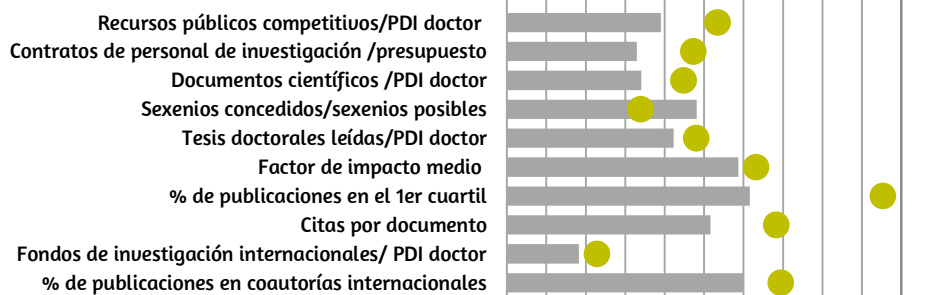 Recursos públicos competitivos/PDI doctor
Contratos de personal de investigación /presupuesto
Documentos científicos /PDI doctor
Sexenios concedidos/sexenios posibles
Tesis doctorales leídas/PDI doctor
Factor de impacto medio
% de publicaciones en el 1er cuartil
Citas por documento
Fondos de investigación internacionales/ PDI doctor
% de publicaciones en coautorías internacionales